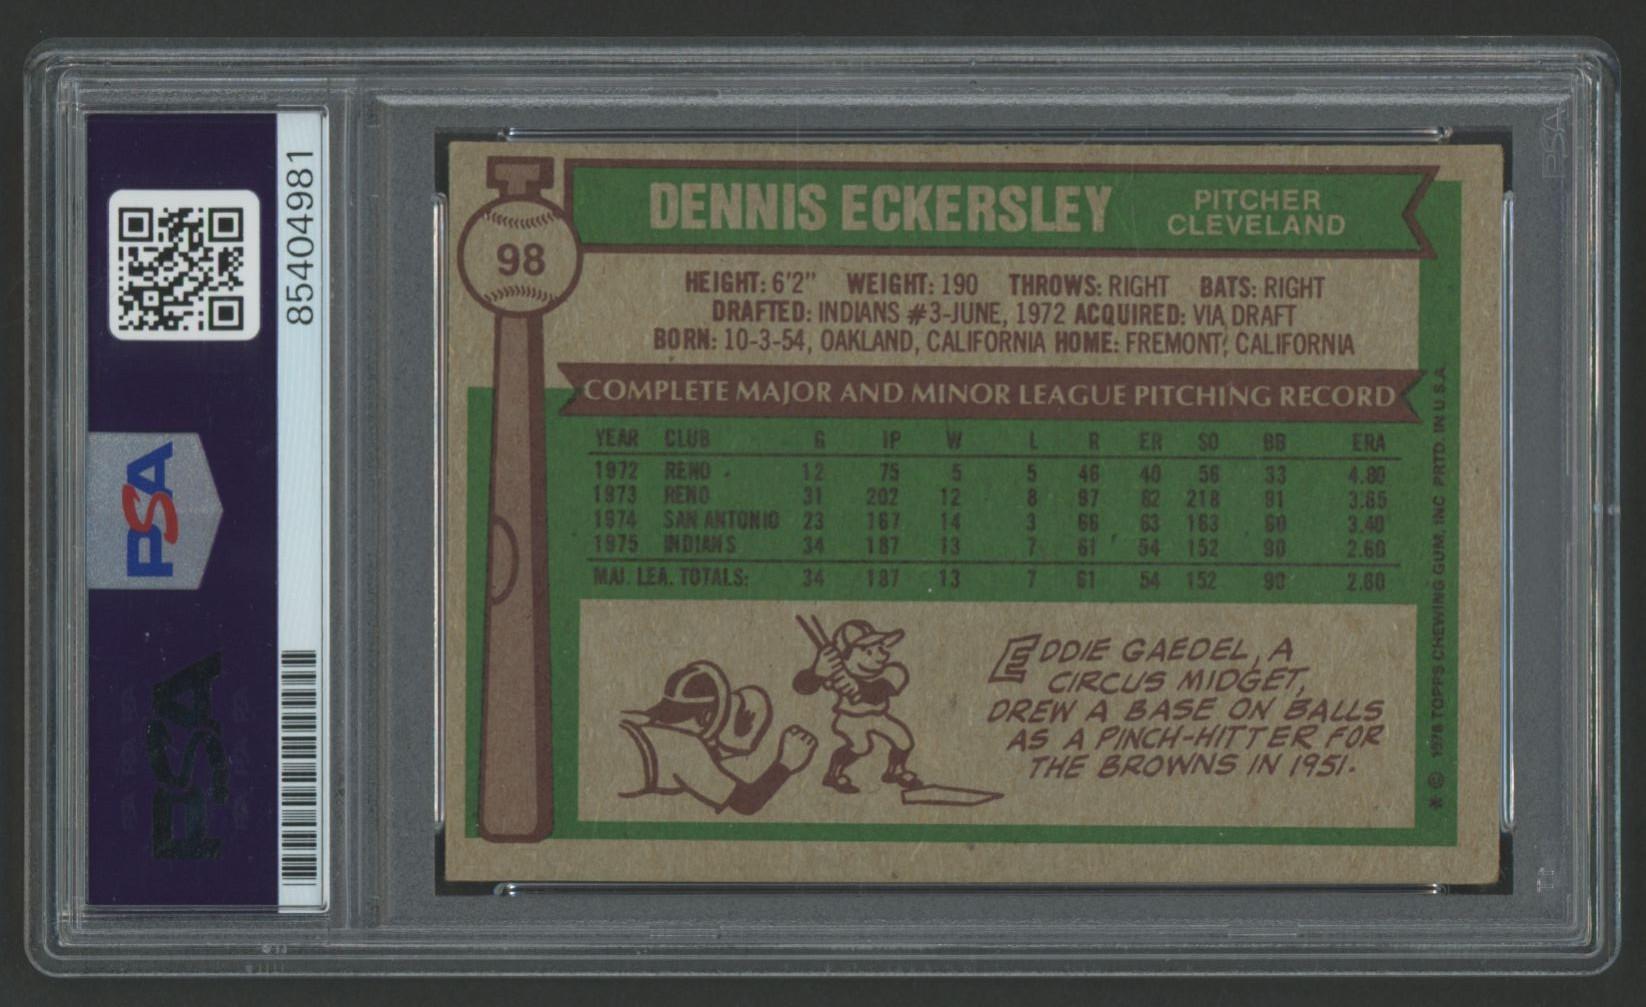 DENNIS ECKERSLEY
PITCHER
CLEVELAND
98
HEIGHT: 6'2" WEIGHT: 190 THROWS: RIGHT BATS: RIGHT
DRAFTED: INDIANS #3-JUNE, 1972 ACQUIRED: VIA DRAFT
BORN: 10-3-54, OAKLAND, CALIFORNIA HOME: FREMONT, CALIFORNIA
COMPLETE MAJOR AND MINOR LEAGUE PITCHING RECORD
YEAR CLUB G IP W L R ER SO BB ERA
1972 RENO 12 75 5 5 46 40 56 33 4.80
1973 RENO 31 202 12 8 97 82 218 91 3.65
1974 SAN ANTONIO 23 167 14 3 66 63 163 60 3.40
1975 INDIANS 34 187 13 7 61 54 152 90 2.60
MAJ. LEA. TOTALS: 34 187 13 7 61 54 152 90 2.60
EDDIE GAEDEL, A
CIRCUS MIDGET,
DREW A BASE ON BALLS
AS A PINCH-HITTER FOR
THE BROWNS IN 1951.
* © 1976 TOPPS CHEWING GUM, INC PRTD. IN U.S.A.
85404981
PSA
PSA
PSA